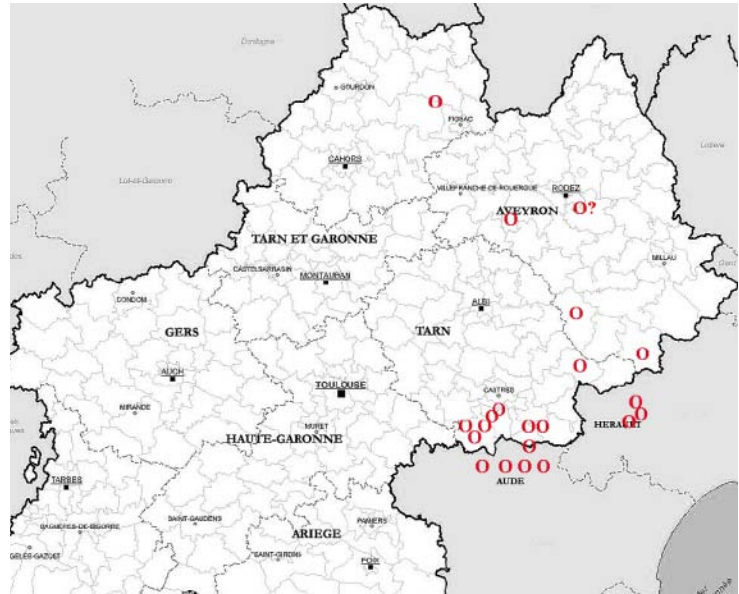 Dordogne
GOURDON
O
FIGEAC
Lozère
CAHORS
Lot-et-Garonne
VILLEFRANCHE-DE-ROUERGUE
RODEZ
O?
AVEYRON
O
TARN ET GARONNE
CASTELSARRASIN
MONTAUBAN
MILLAU
Gard
CONDOM
ALBI
O
GERS
TARN
O
O
AUCH
TOULOUSE
CASTRES
O
MIRANDE
O
O
O
MURET
O
O
O
O
HERAULT
O
HAUTE-GARONNE
O
O
TARBES
O
O
O
O
AUDE
BAGNERES-DE-BIGORRE
SAINT-GAUDENS
ARIEGE
PAMIERS
SAINT-GIRONS
FOIX